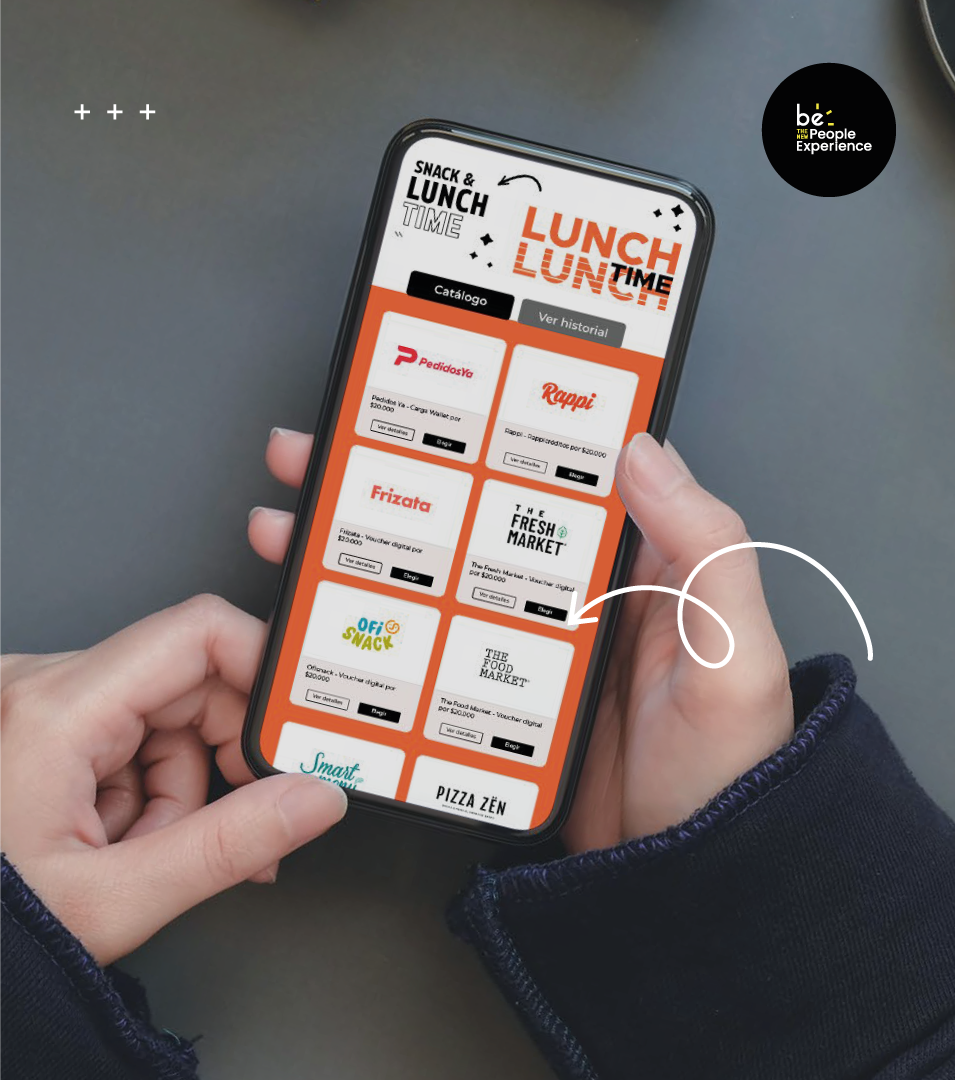 + + +
be
THE NEW People
Experience
SNACK &
LUNCH
TIME
LUNCH
LUNCH
TIME
Catálogo
Ver historial
PedidosYa
Pedidos Ya - Carga Wallet por
$20.000
Ver detalles
Elegir
Rappi
Rappi - Rappicréditos por $20.000
Ver detalles
Elegir
Frizata
Frizata - Voucher digital por
$20.000
Ver detalles
Elegir
THE
FRESH
MARKET
The Fresh Market - Voucher digital
por $20.000
Ver detalles
Elegir
OFI
SNACK
Ofisnack - Voucher digital por
$20.000
Ver detalles
Elegir
THE
FOOD
MARKET
The Food Market - Voucher digital
por $20.000
Ver detalles
Elegir
Smart
menu
PIZZA ZËN